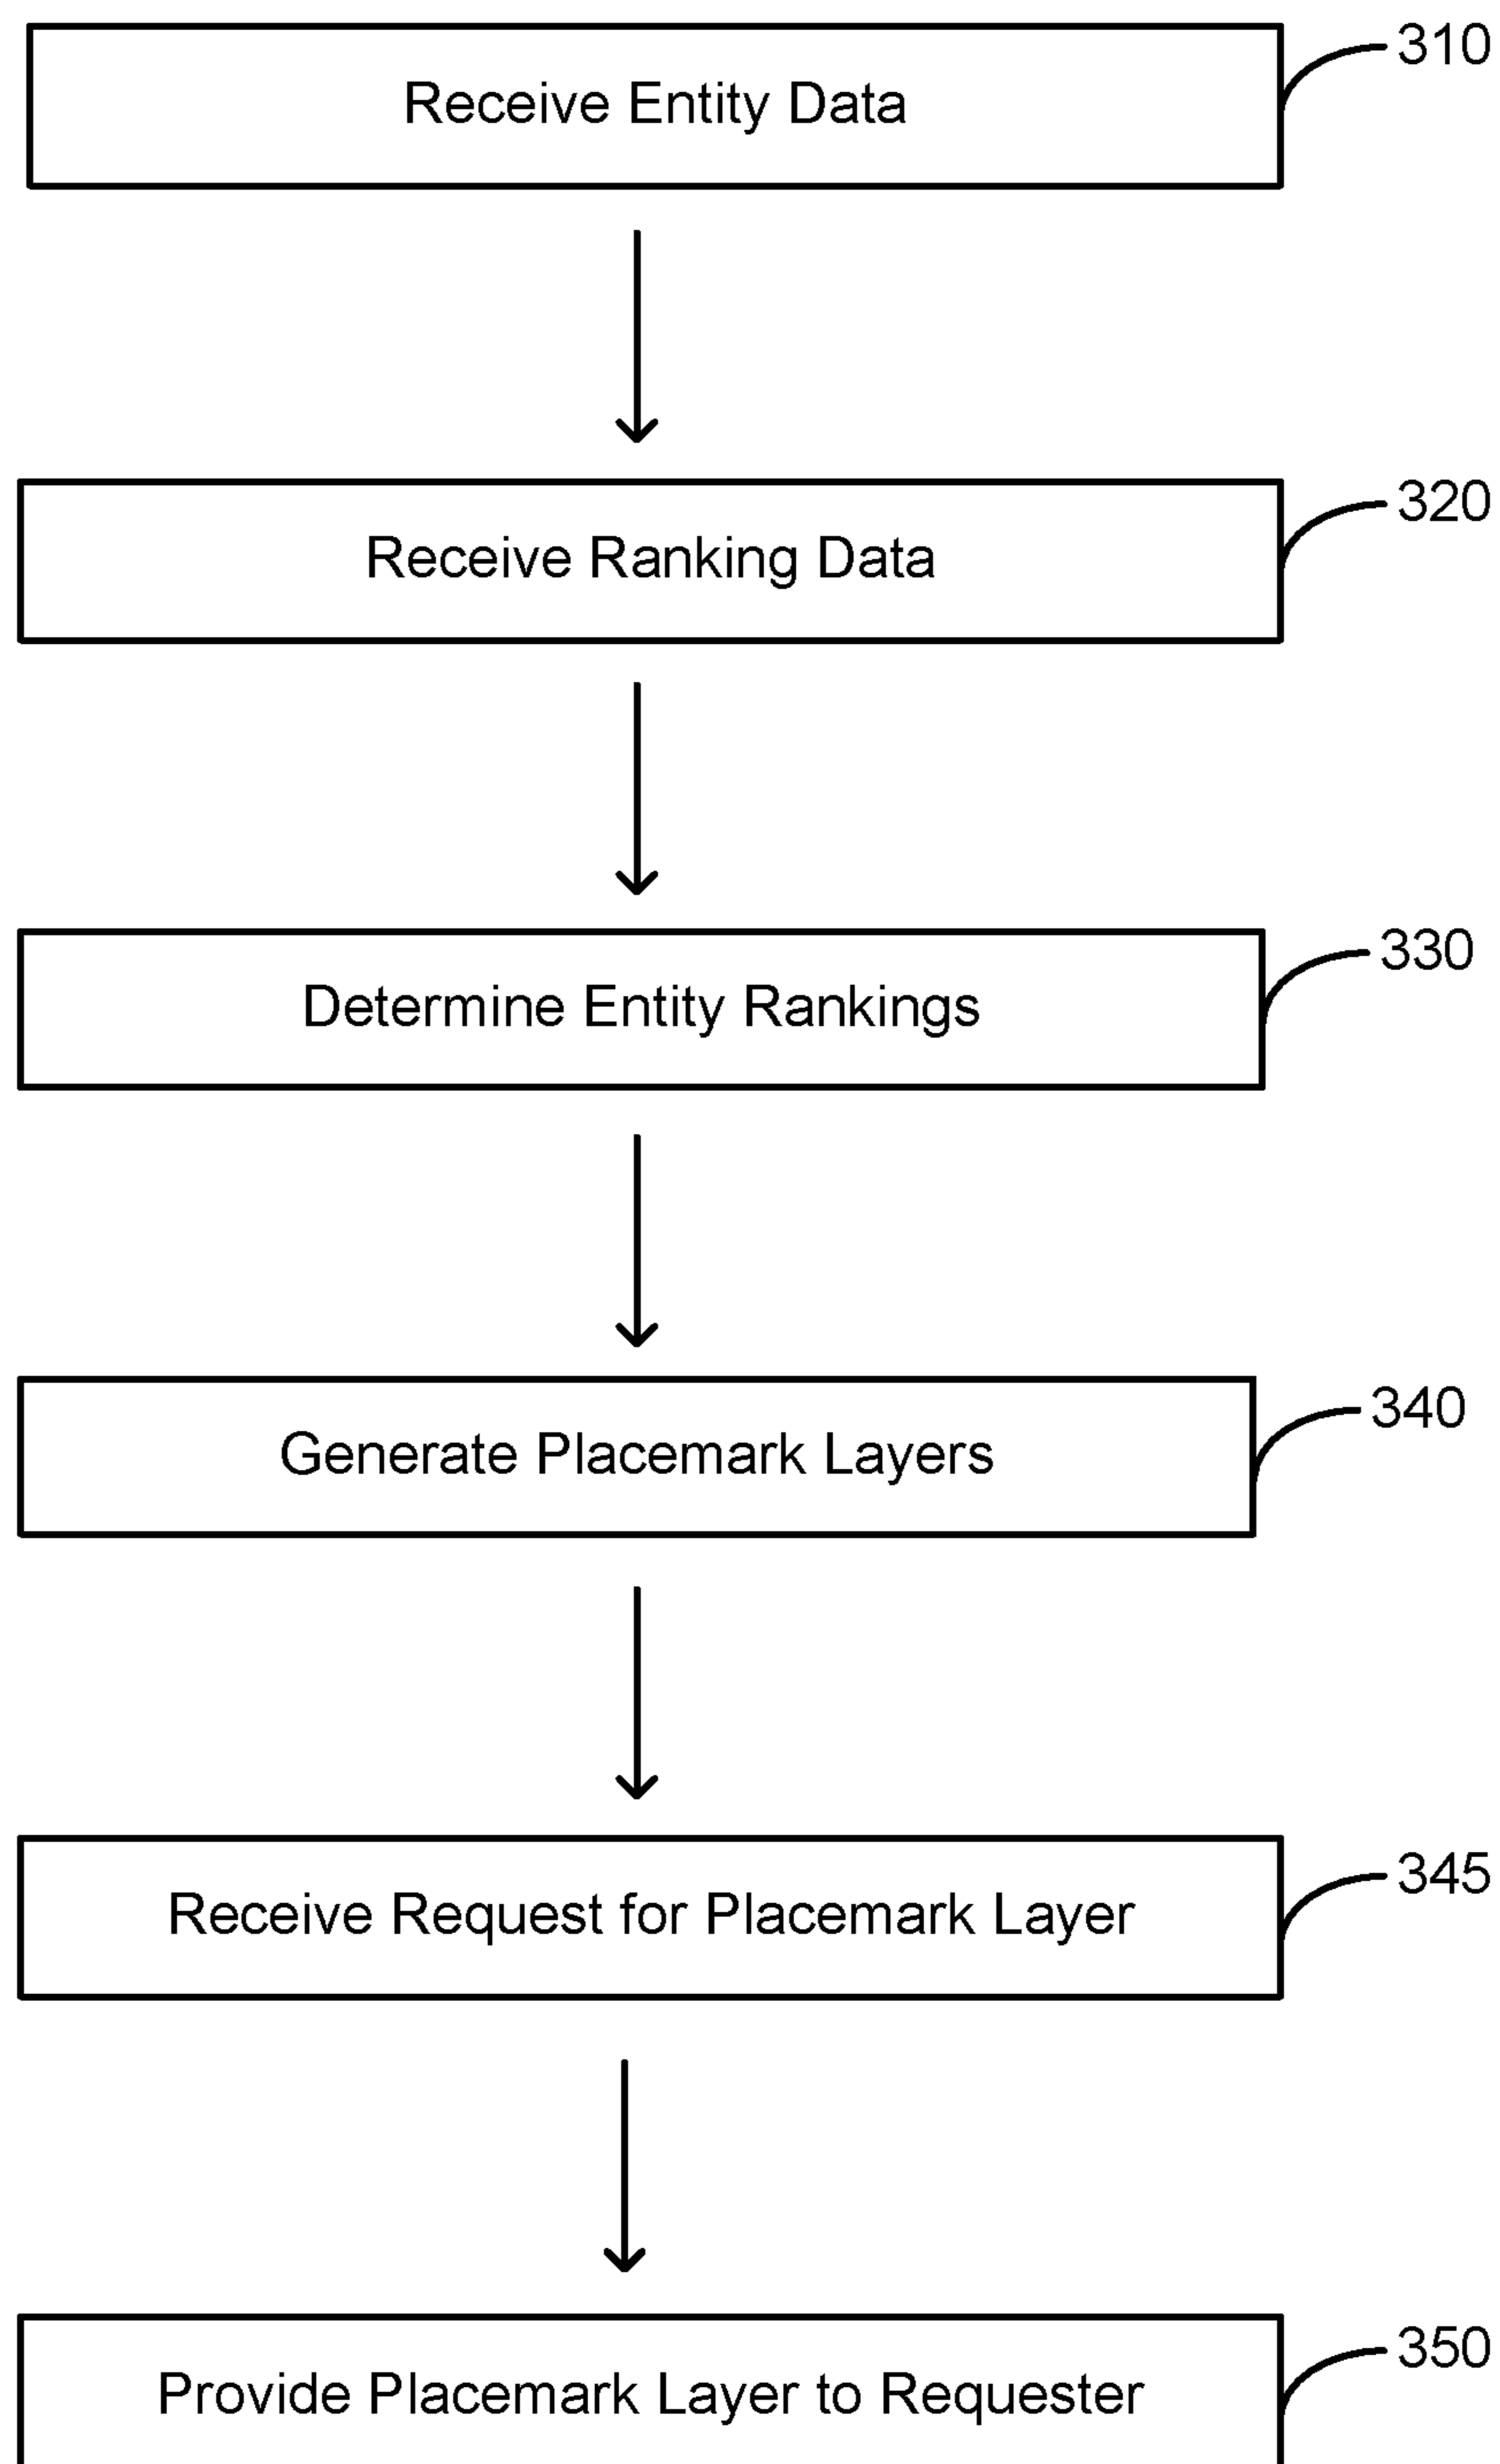 310
Receive Entity Data
320
Receive Ranking Data
330
Determine Entity Rankings
340
Generate Placemark Layers
345
Receive Request for Placemark Layer
350
Provide Placemark Layer to Requester